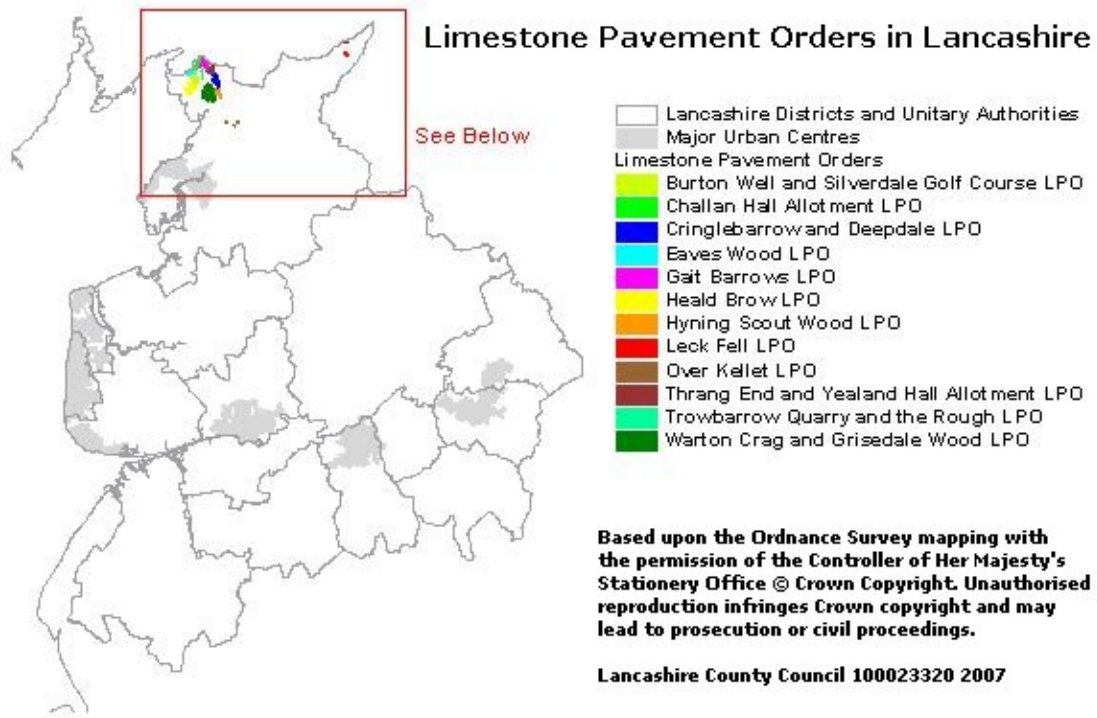 Limestone Pavement Orders in Lancashire
See Below
Lancashire Districts and Unitary Authorities
Major Urban Centres
Limestone Pavement Orders
Burton Well and Silverdale Golf Course LPO
Challan Hall Allotment LPO
Cringlebarrow and Deepdale LPO
Eaves Wood LPO
Gait Barrows LPO
Heald Brow LPO
Hyning Scout Wood LPO
Leck Fell LPO
Over Kellet LPO
Thrang End and Yealand Hall Allotment LPO
Trowbarrow Quarry and the Rough LPO
Warton Crag and Grisedale Wood LPO
Based upon the Ordnance Survey mapping with
the permission of the Controller of Her Majesty's
Stationery Office © Crown Copyright. Unauthorised
reproduction infringes Crown copyright and may
lead to prosecution or civil proceedings.
Lancashire County Council 100023320 2007